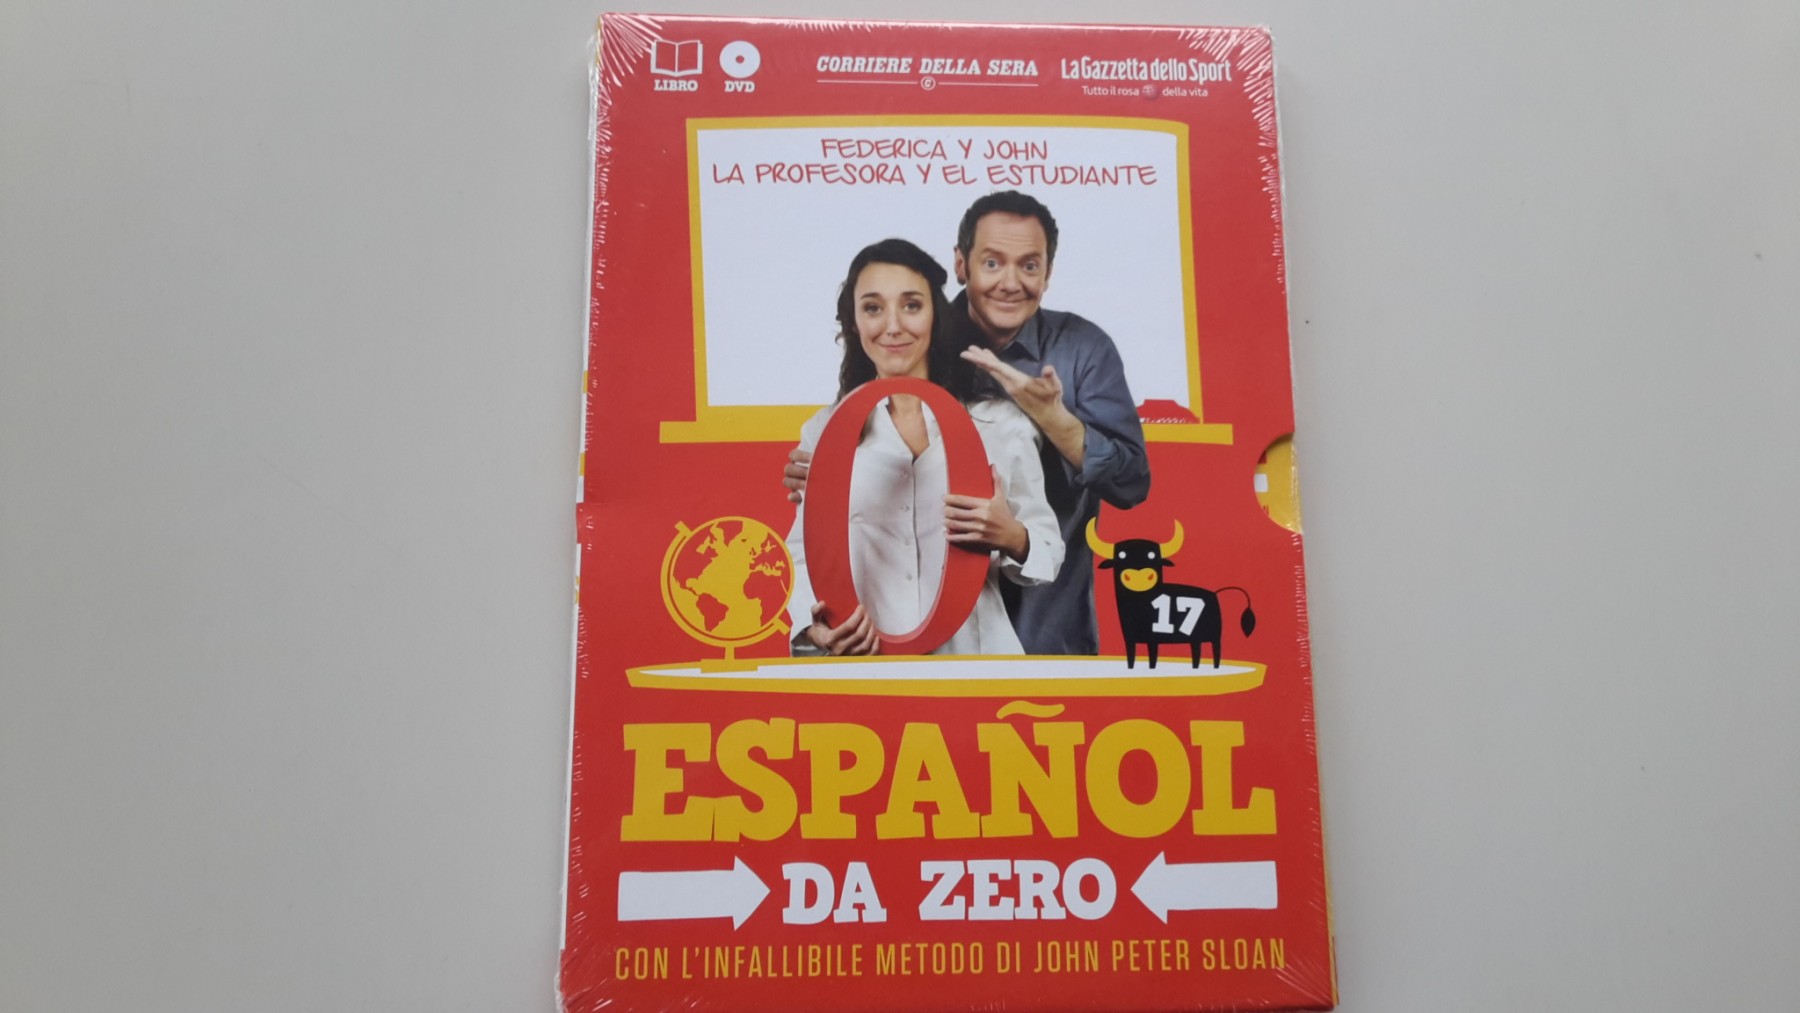 LIBRO
DVD
CORRIERE DELLA SERA
La Gazzetta dello Sport
Tutto il rosa della vita
FEDERICA Y JOHN
LA PROFESORA Y EL ESTUDIANTE
0
17
ESPAÑOL
DA ZERO
CON L'INFALLIBILE METODO DI JOHN PETER SLOAN